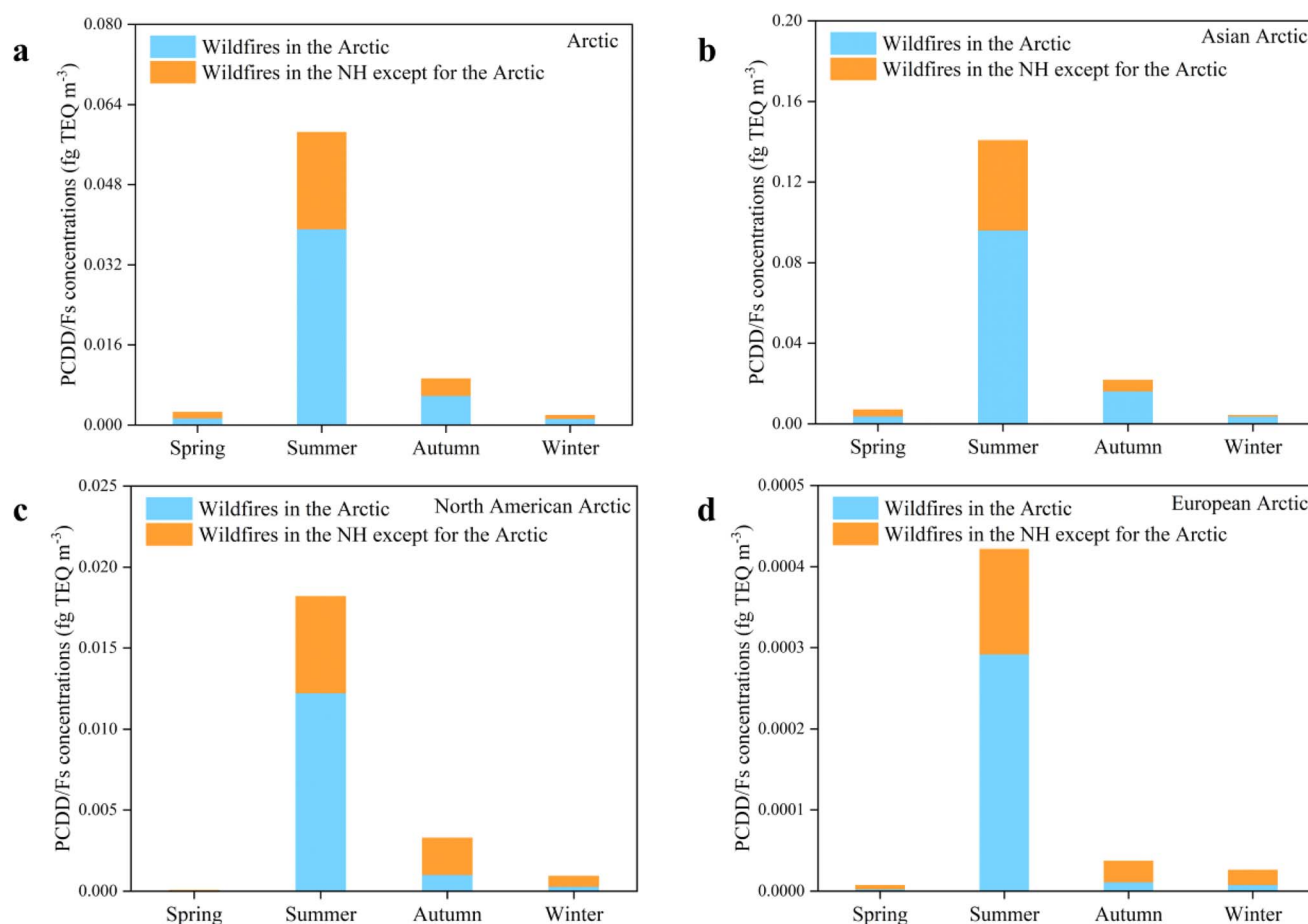 a
Arctic
Wildfires in the Arctic
Wildfires in the NH except for the Arctic
PCDD/Fs concentrations (fg TEQ m⁻³)
0.080
0.064
0.048
0.032
0.016
0.000
Spring Summer Autumn Winter
b
Asian Arctic
Wildfires in the Arctic
Wildfires in the NH except for the Arctic
PCDD/Fs concentrations (fg TEQ m⁻³)
0.20
0.16
0.12
0.08
0.04
0.00
Spring Summer Autumn Winter
c
North American Arctic
Wildfires in the Arctic
Wildfires in the NH except for the Arctic
PCDD/Fs concentrations (fg TEQ m⁻³)
0.025
0.020
0.015
0.010
0.005
0.000
Spring Summer Autumn Winter
d
European Arctic
Wildfires in the Arctic
Wildfires in the NH except for the Arctic
PCDD/Fs concentrations (fg TEQ m⁻³)
0.0005
0.0004
0.0003
0.0002
0.0001
0.0000
Spring Summer Autumn Winter